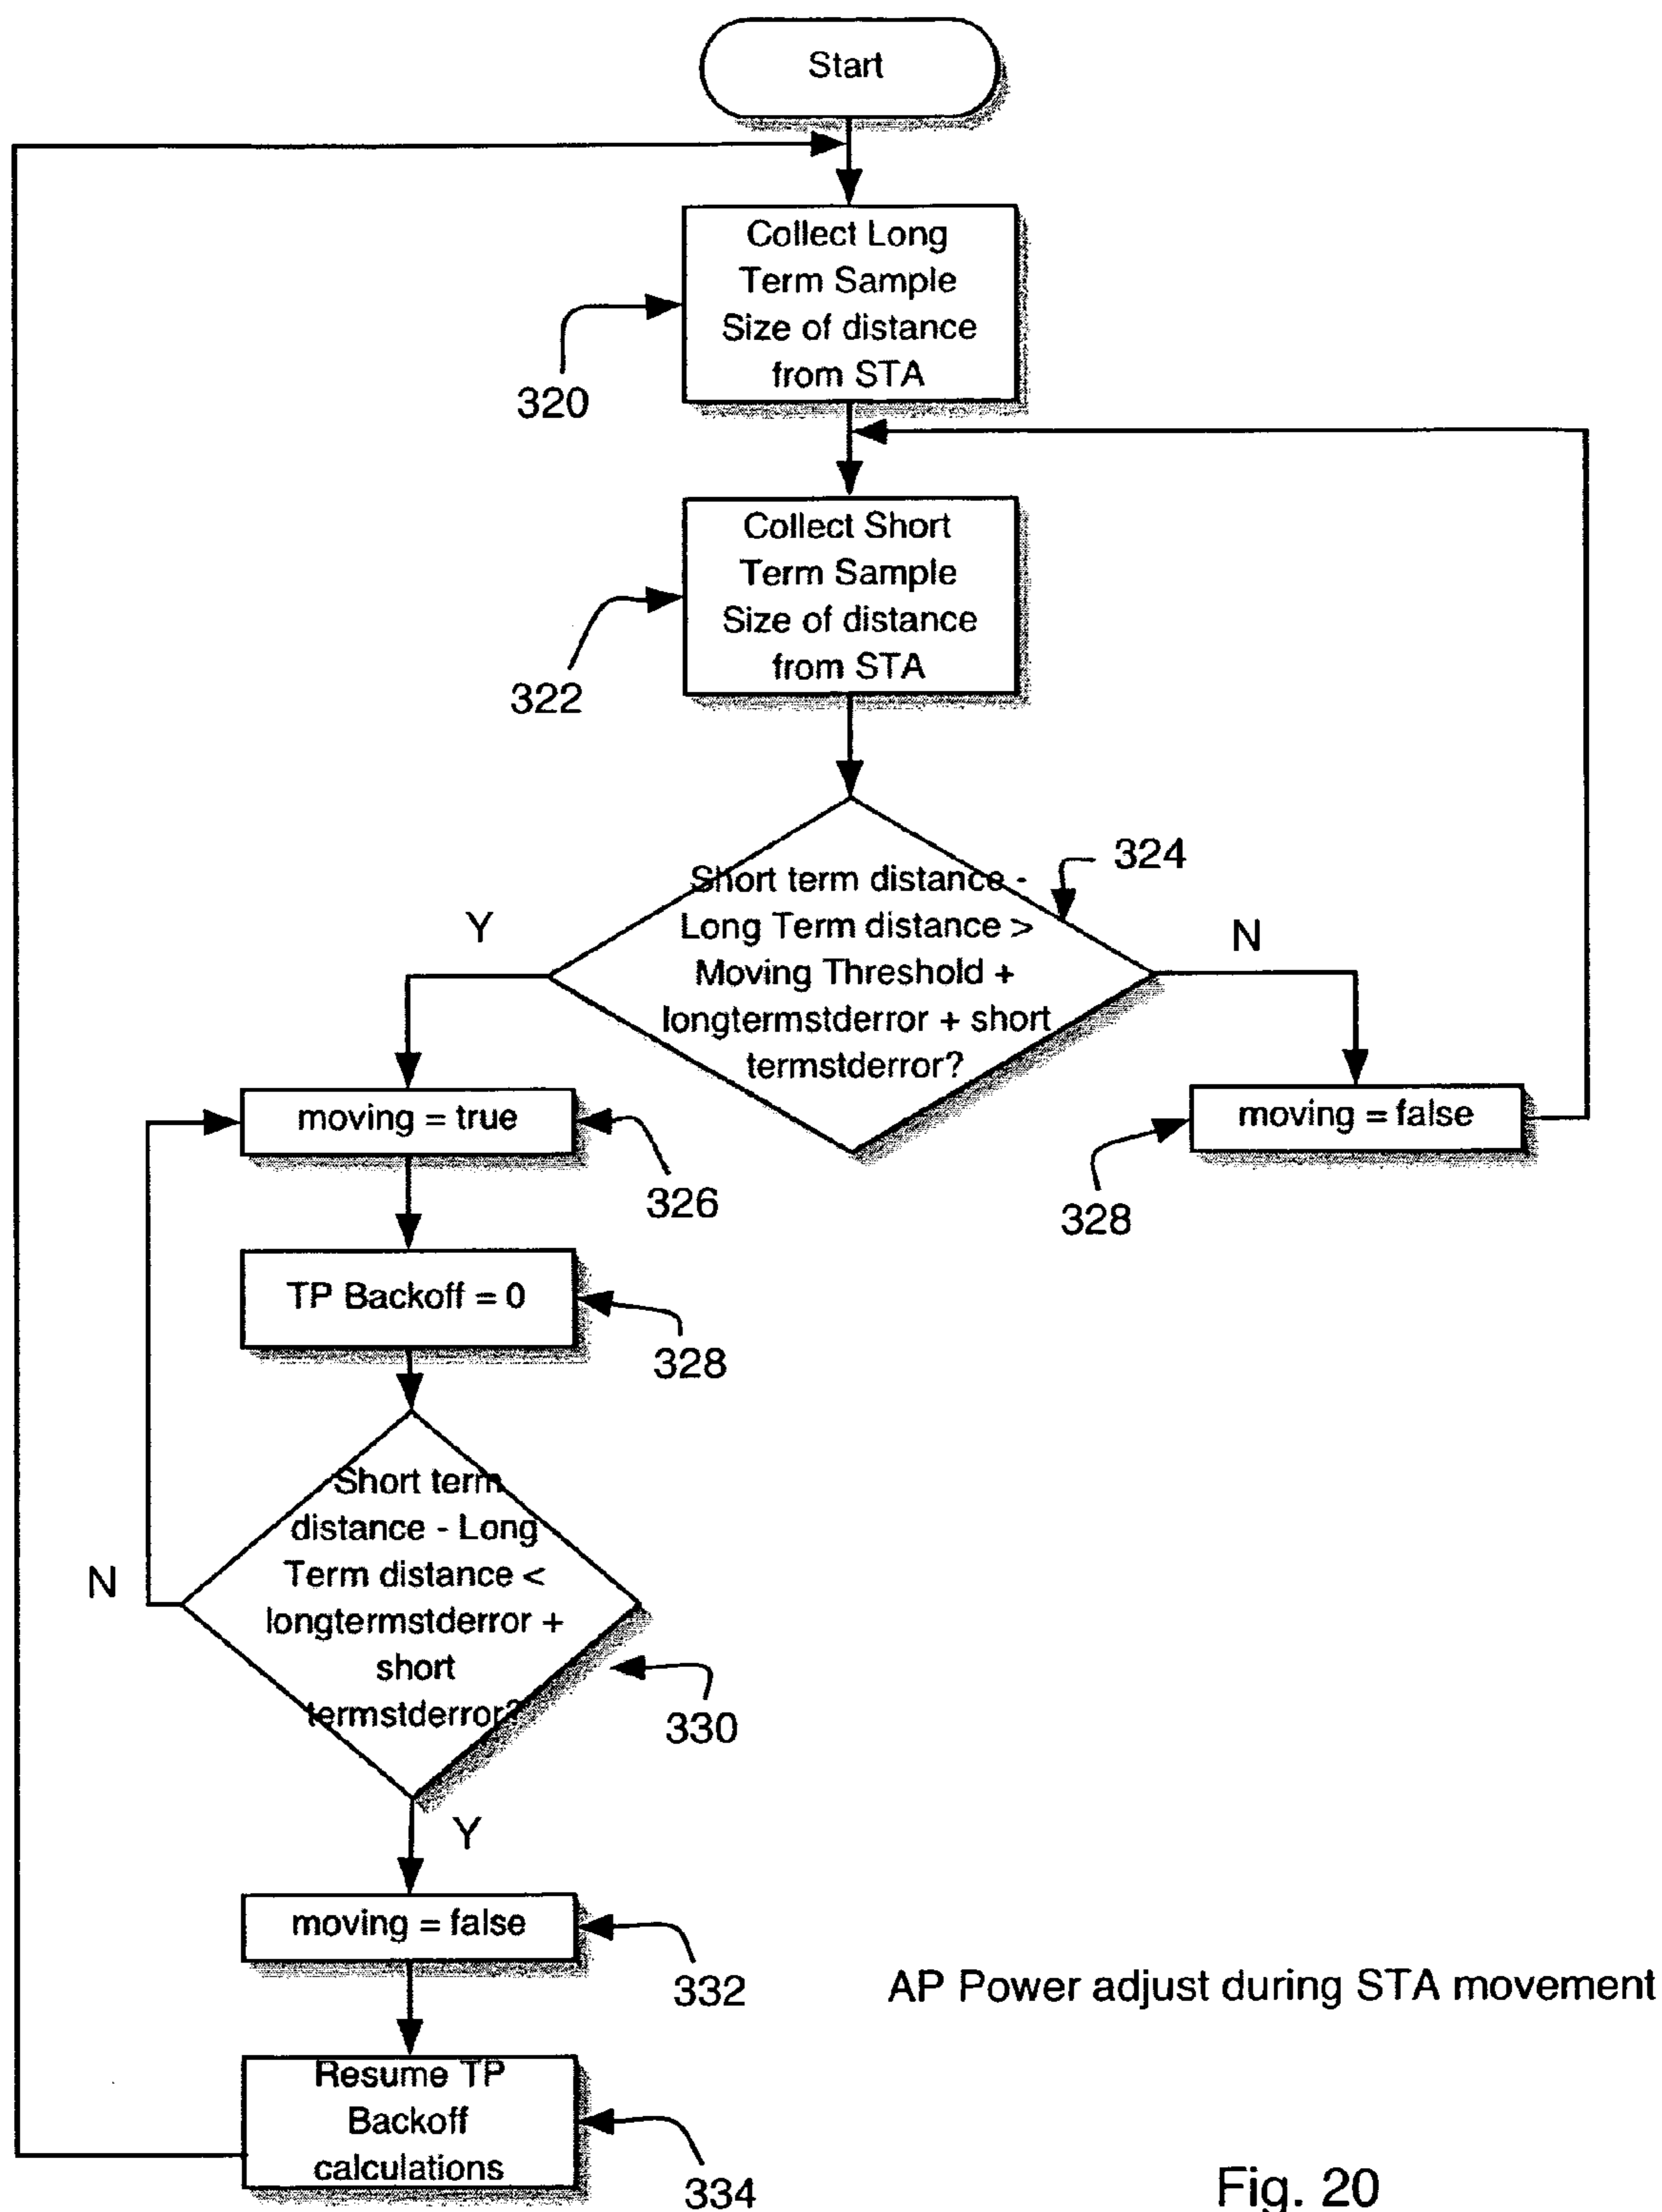 Start
Collect Long
Term Sample
Size of distance
from STA
320
Collect Short
Term Sample
Size of distance
from STA
322
Short term distance -
Long Term distance >
Moving Threshold +
longtermstderror + short
termstderror?
324
Y
N
moving = true
326
moving = false
328
TP Backoff = 0
328
Short term
distance - Long
Term distance <
longtermstderror +
short
termstderror?
330
N
Y
moving = false
332
AP Power adjust during STA movement
Resume TP
Backoff
calculations
334
Fig. 20